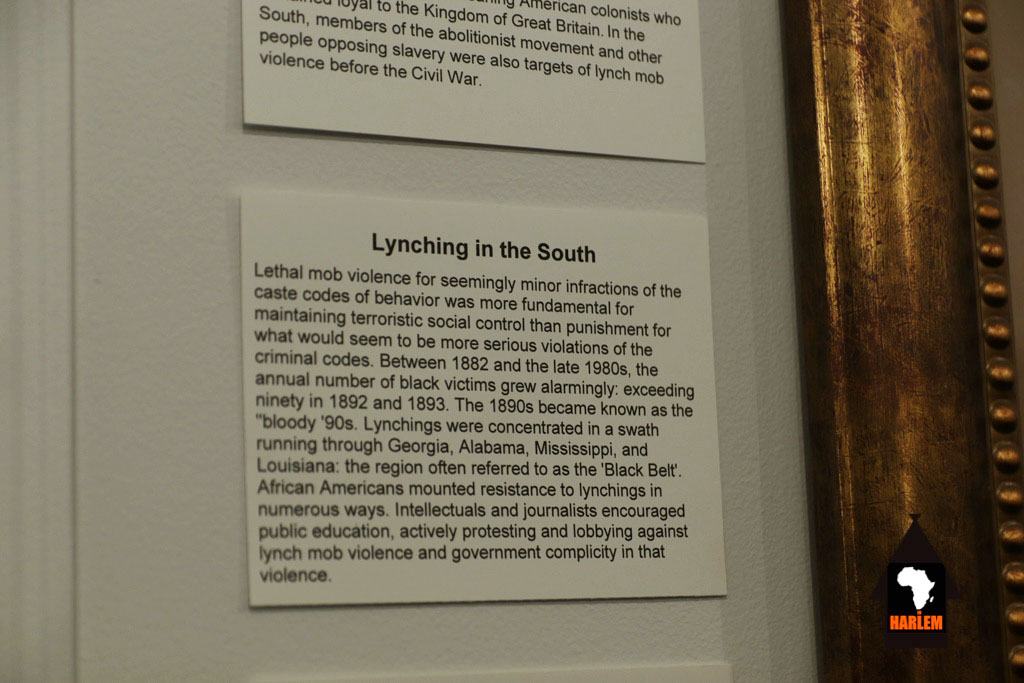 American colonists who
loyal to the Kingdom of Great Britain. In the
South, members of the abolitionist movement and other
people opposing slavery were also targets of lynch mob
violence before the Civil War.
Lynching in the South
Lethal mob violence for seemingly minor infractions of the
caste codes of behavior was more fundamental for
maintaining terroristic social control than punishment for
what would seem to be more serious violations of the
criminal codes. Between 1882 and the late 1980s, the
annual number of black victims grew alarmingly: exceeding
ninety in 1892 and 1893. The 1890s became known as the
"bloody '90s. Lynchings were concentrated in a swath
running through Georgia, Alabama, Mississippi, and
Louisiana: the region often referred to as the 'Black Belt'.
African Americans mounted resistance to lynchings in
numerous ways. Intellectuals and journalists encouraged
public education, actively protesting and lobbying against
lynch mob violence and government complicity in that
violence.
HARLEM